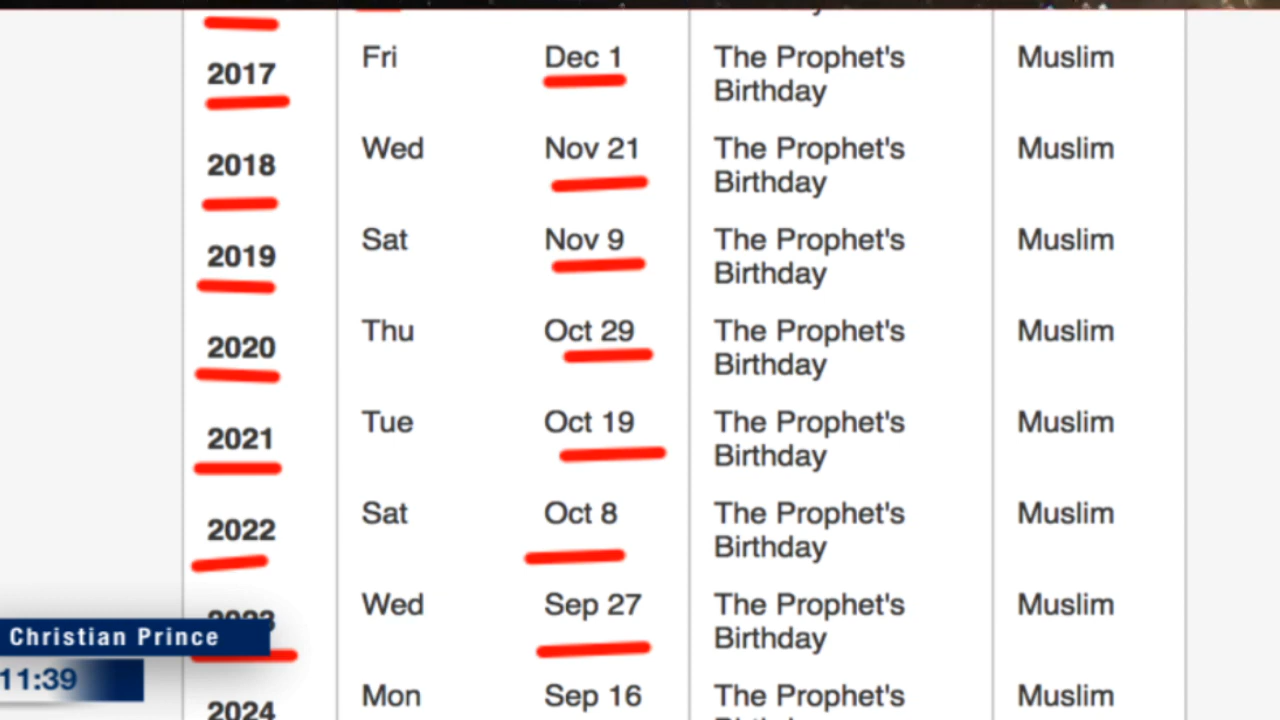 2017 Fri Dec 1 The Prophet's Muslim
Birthday
2018 Wed Nov 21 The Prophet's Muslim
Birthday
2019 Sat Nov 9 The Prophet's Muslim
Birthday
2020 Thu Oct 29 The Prophet's Muslim
Birthday
2021 Tue Oct 19 The Prophet's Muslim
Birthday
2022 Sat Oct 8 The Prophet's Muslim
Birthday
2023 Wed Sep 27 The Prophet's Muslim
Birthday
Christian Prince
11:39
2024 Mon Sep 16 The Prophet's Muslim